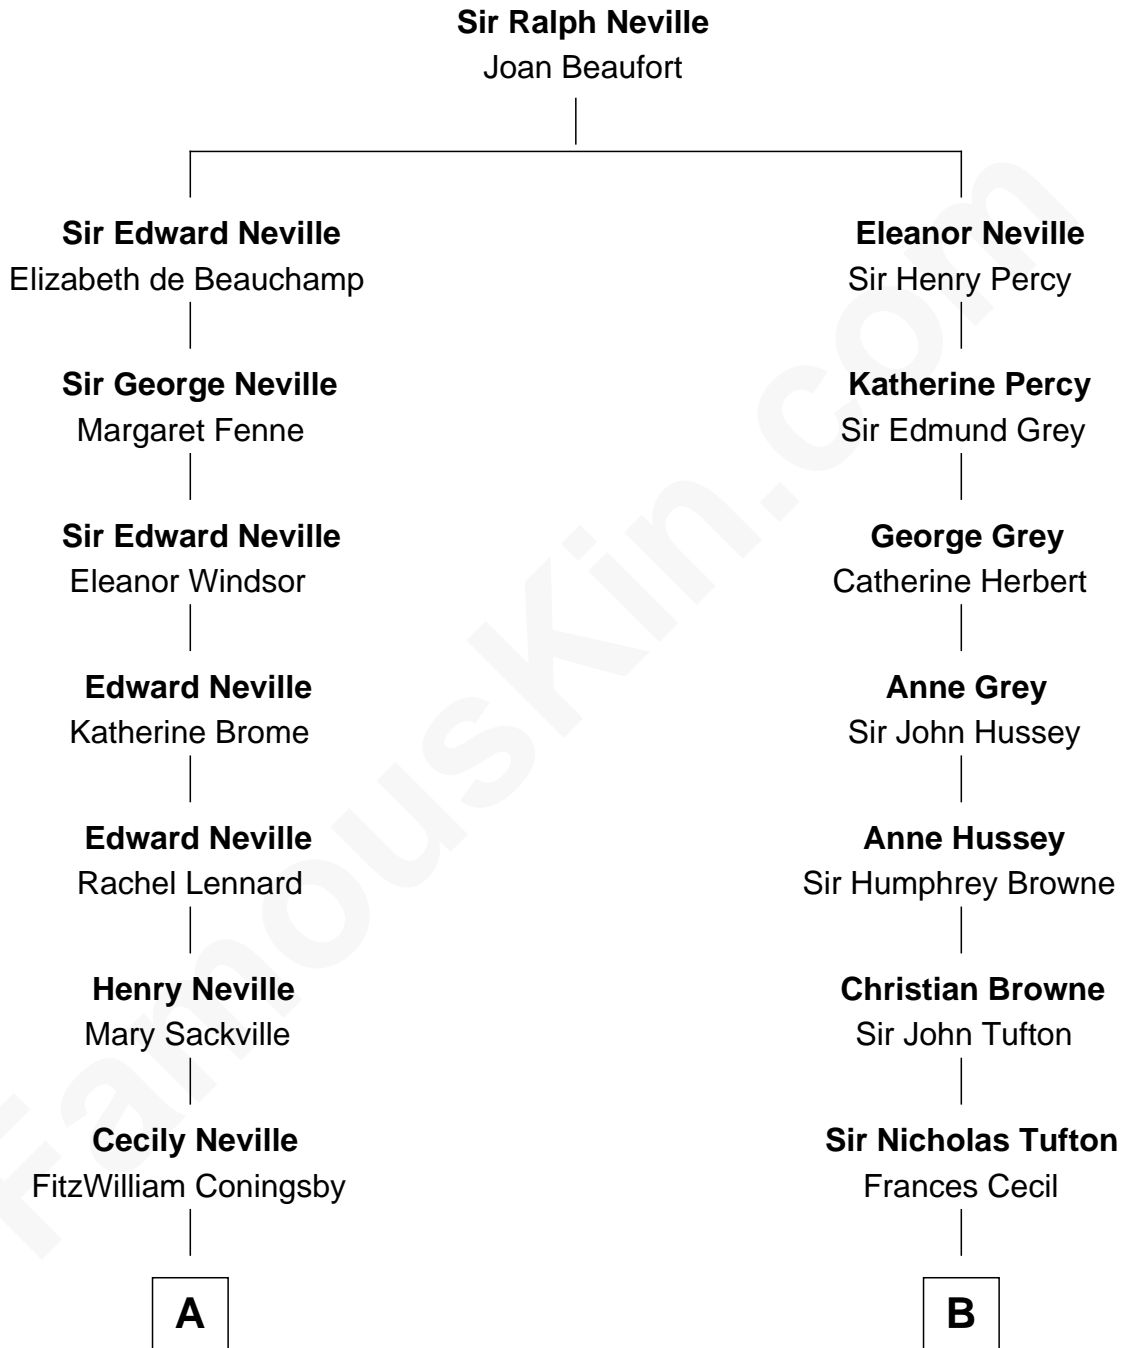 Sir Ralph Neville
Joan Beaufort
Sir Edward Neville
Elizabeth de Beauchamp
Eleanor Neville
Sir Henry Percy
Sir George Neville
Margaret Fenne
Katherine Percy
Sir Edmund Grey
Sir Edward Neville
Eleanor Windsor
George Grey
Catherine Herbert
Edward Neville
Katherine Brome
Anne Grey
Sir John Hussey
Edward Neville
Rachel Lennard
Anne Hussey
Sir Humphrey Browne
Henry Neville
Mary Sackville
Christian Browne
Sir John Tufton
Cecily Neville
FitzWilliam Coningsby
Sir Nicholas Tufton
Frances Cecil
A
B
FamousKin.com